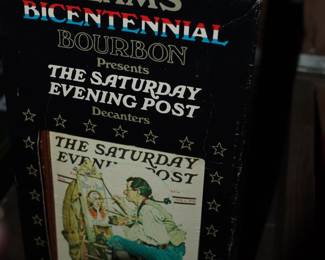 BICENTENNIAL
BOURBON
Presents
THE SATURDAY
EVENING POST
Decanters
THE SATURDAY
EVENING POST